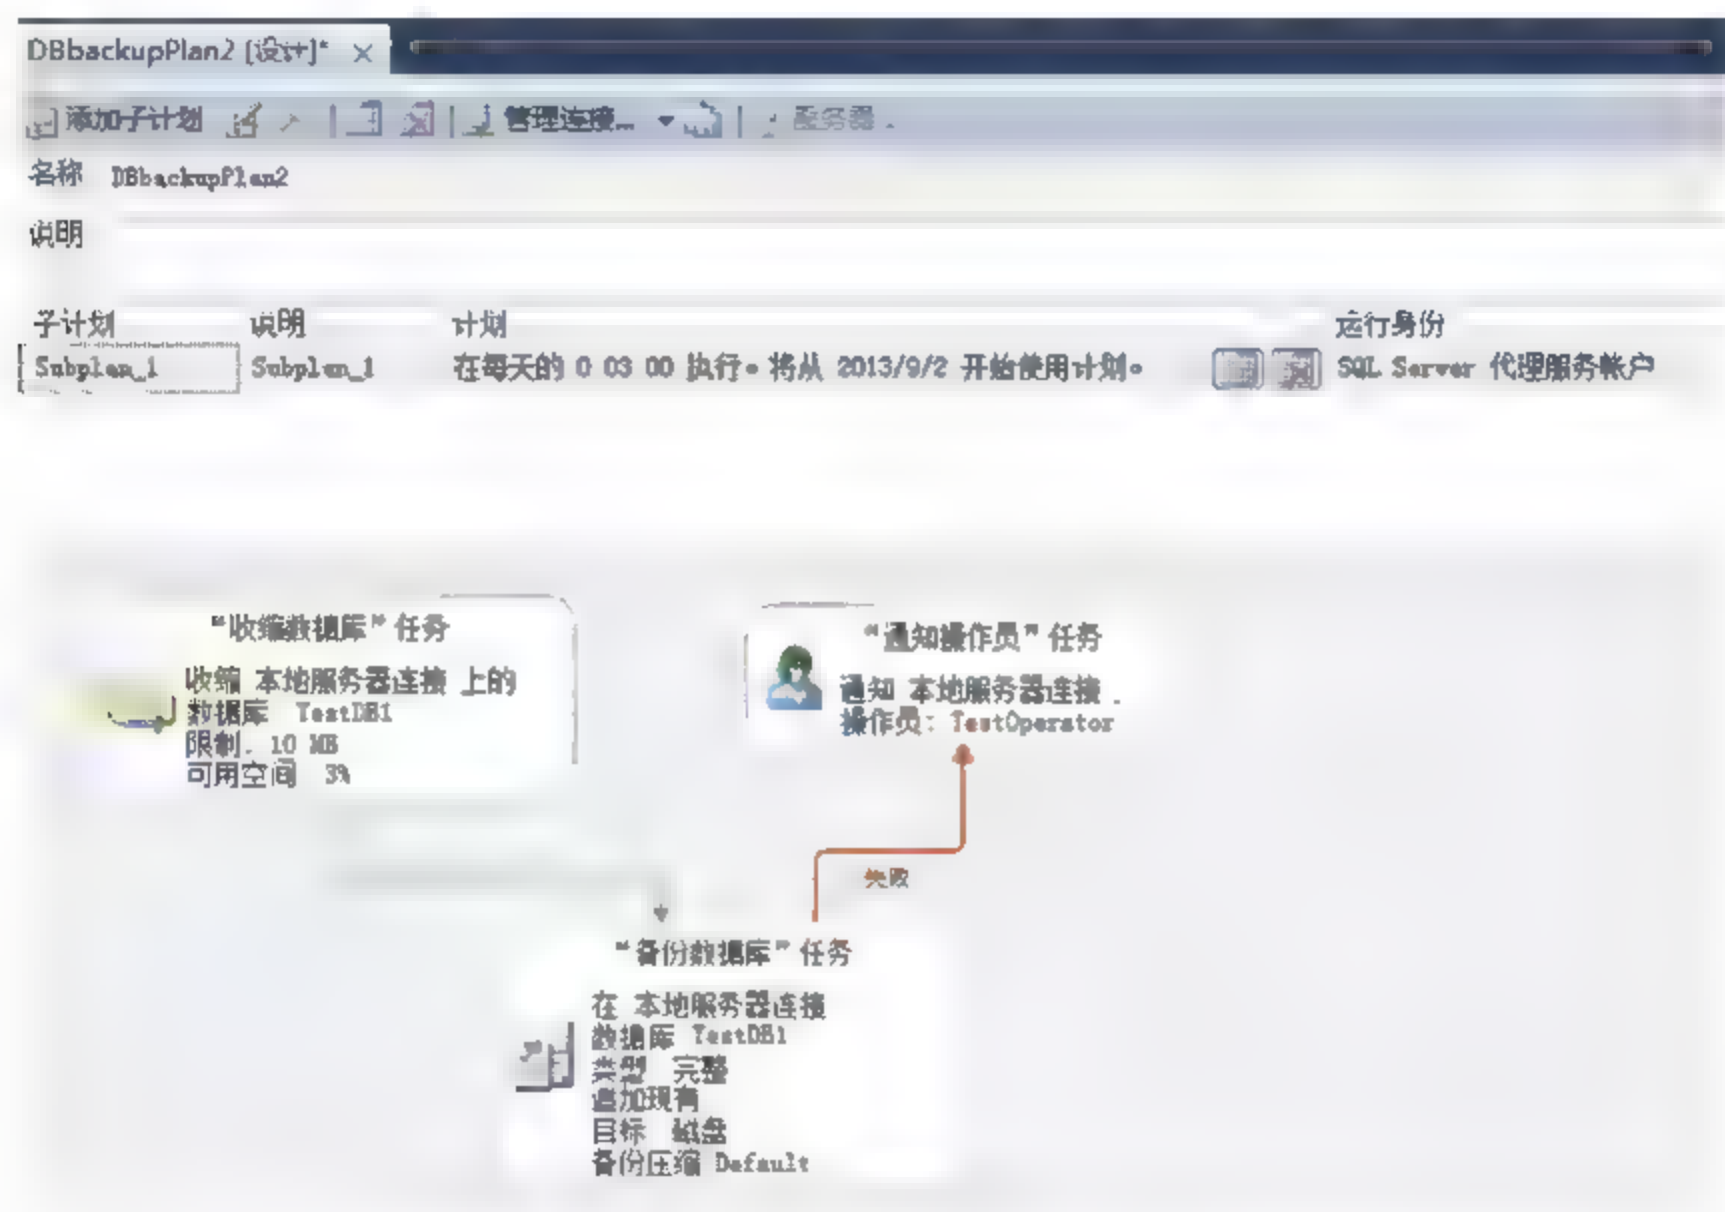 DBbackupPlan2 [设计]* ×
添加子计划 管理连接... 服务器
名称 DBbackupPlan2
说明
子计划 说明 计划 运行身份
Subplan_1 Subplan_1 在每天的 0 03 00 执行。将从 2013/9/2 开始使用计划。 SQL Server 代理服务帐户
“收缩数据库”任务
收缩 本地服务器连接 上的
数据库 TestDB1
限制. 10 MB
可用空间 3%
“通知操作员”任务
通知 本地服务器连接 .
操作员: TestOperator
失败
“备份数据库”任务
在 本地服务器连接
数据库 TestDB1
类型 完整
追加现有
目标 磁盘
备份压缩 Default